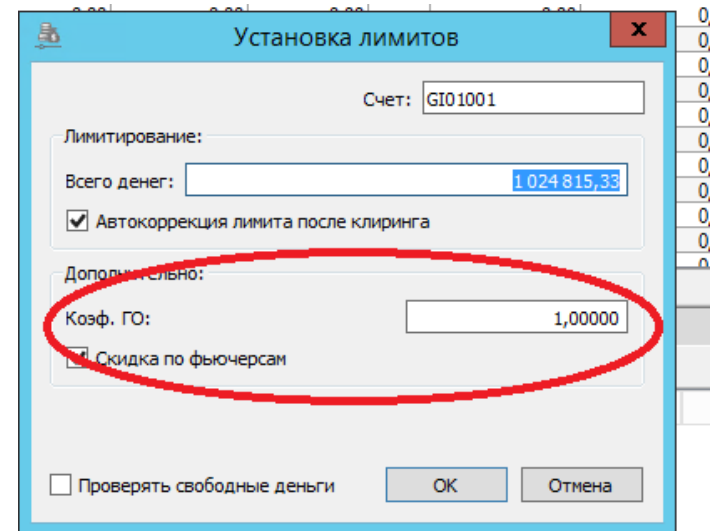 Установка лимитов
x
Счет: GI01001
Лимитирование:
Всего денег: 1 024 815,33
Автокоррекция лимита после клиринга
Дополнительно:
Коэф. ГО: 1,00000
Скидка по фьючерсам
Проверять свободные деньги
OK
Отмена